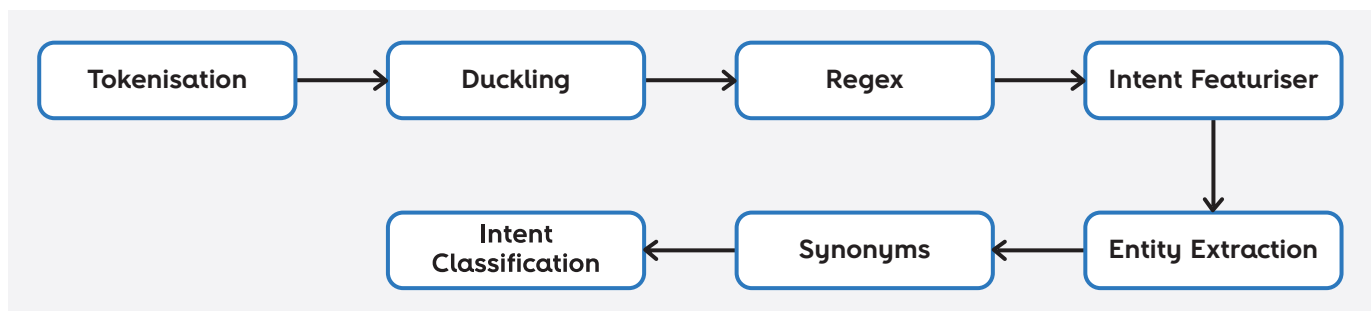 Tokenisation
Duckling
Regex
Intent Featuriser
Entity Extraction
Synonyms
Intent
Classification